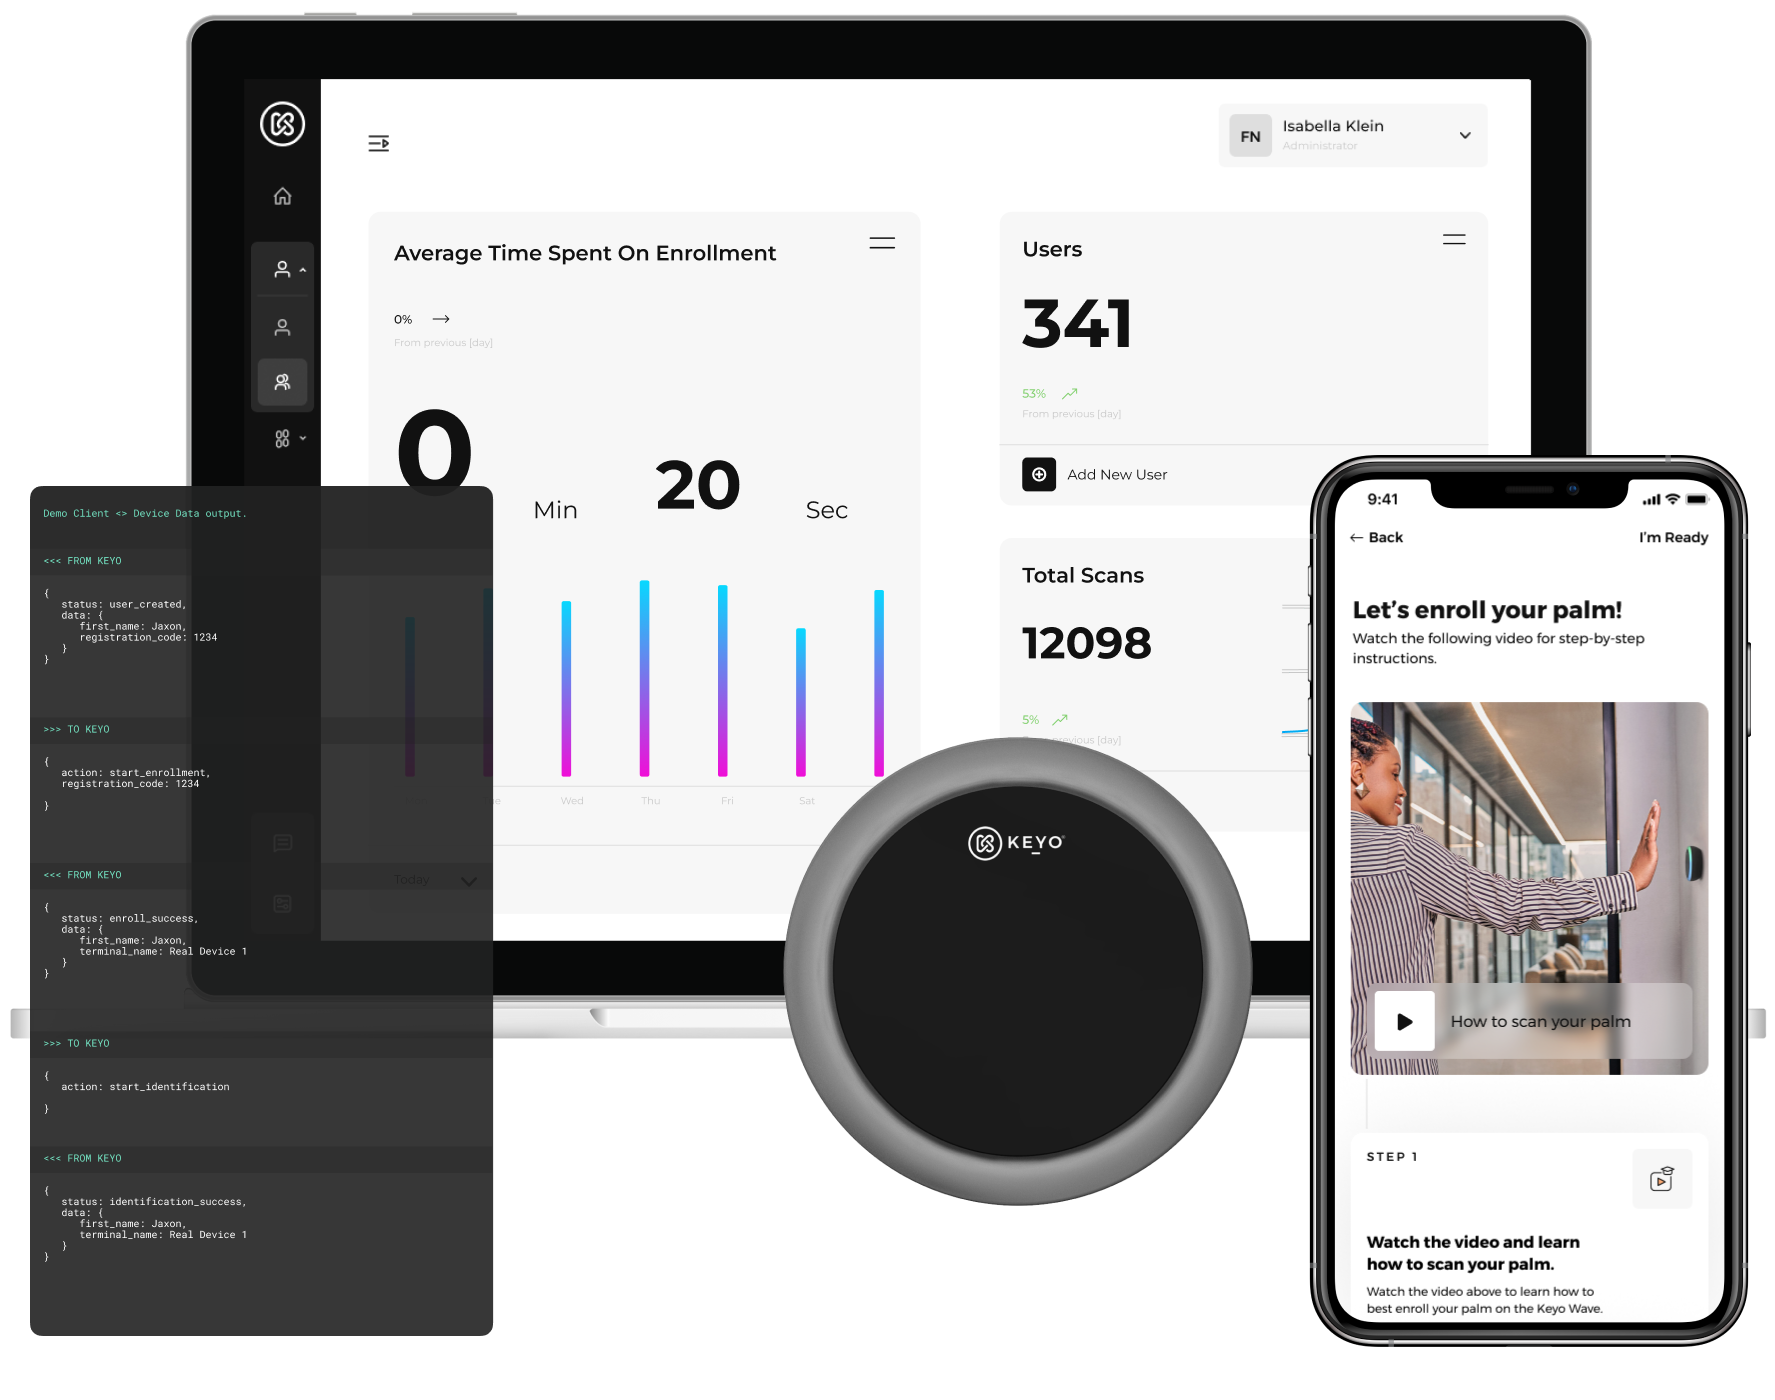 Isabella Klein
FN
Administrator
Average Time Spent On Enrollment
0%
From previous [day]
0 Min 20 Sec
Wed Thu Fri Sat
Today
Users
341
53%
From previous [day]
Add New User
Total Scans
12098
5%
previous [day]
Demo Client <> Device Data output.
<<< FROM KEYO
{
status: user_created,
data: {
first_name: Jaxon,
registration_code: 1234
}
}
>>> TO KEYO
{
action: start_enrollment,
registration_code: 1234
}
<<< FROM KEYO
{
status: enroll_success,
data: {
first_name: Jaxon,
terminal_name: Real Device 1
}
}
>>> TO KEYO
{
action: start_identification
}
<<< FROM KEYO
{
status: identification_success,
data: {
first_name: Jaxon,
terminal_name: Real Device 1
}
}
KEYO
9:41
Back
I'm Ready
Let's enroll your palm!
Watch the following video for step-by-step
instructions.
How to scan your palm
STEP 1
Watch the video and learn
how to scan your palm.
Watch the video above to learn how to
best enroll your palm on the Keyo Wave.